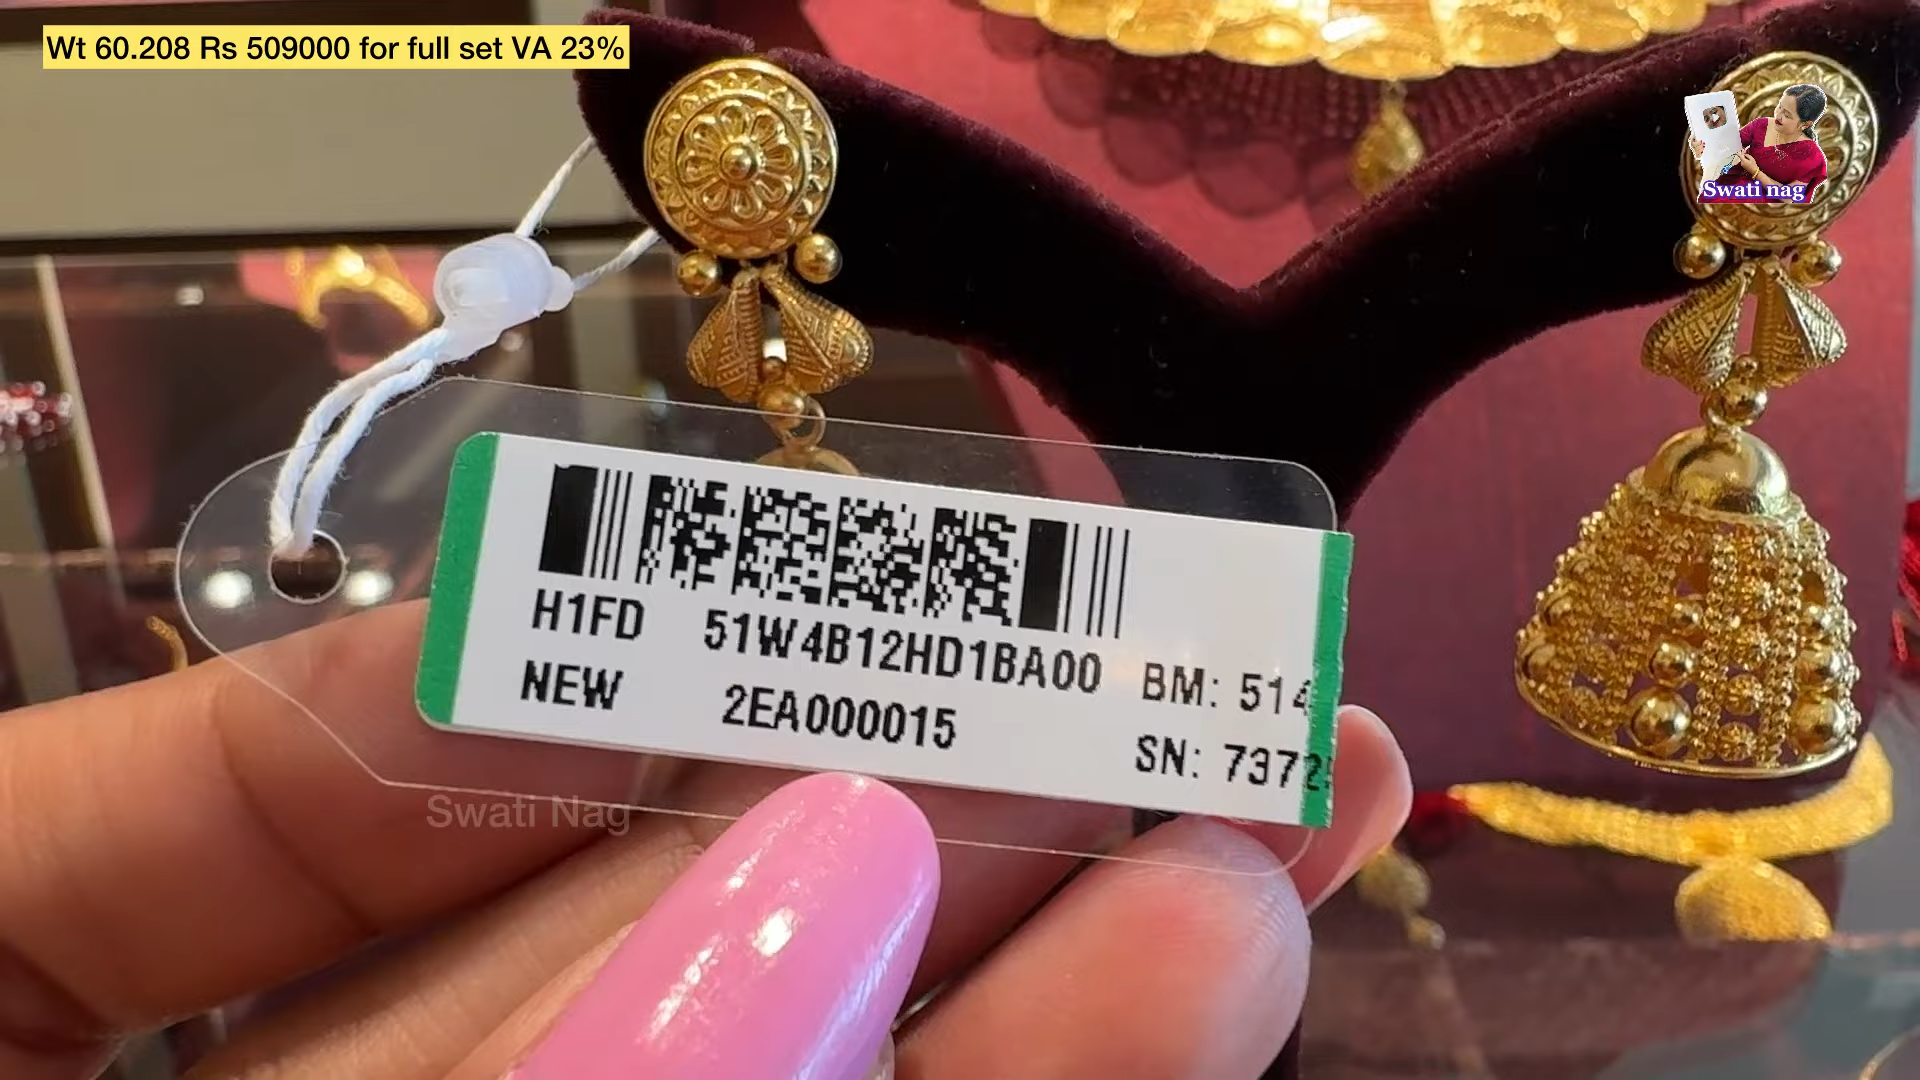 Wt 60.208 Rs 509000 for full set VA 23%
Swati nag
H1FD 51W4B12HD1BA00 BM: 514
NEW 2EA000015 SN: 7372
Swati Nag